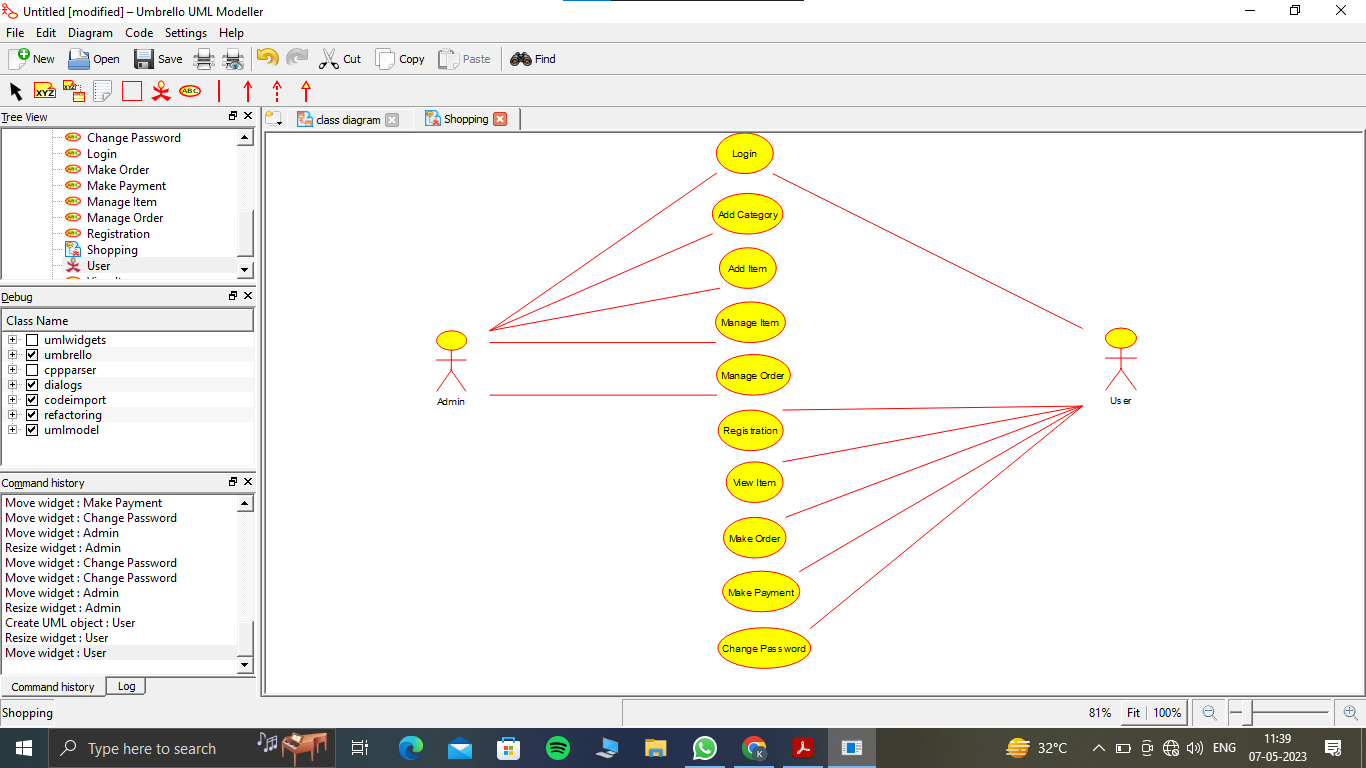 Untitled [modified] – Umbrello UML Modeller
File Edit Diagram Code Settings Help
New Open Save Cut Copy Paste Find
XYZ XYZ ABC
Tree View
Change Password
Login
Make Order
Make Payment
Manage Item
Manage Order
Registration
Shopping
User
Debug
Class Name
umlwidgets
umbrello
cppparser
dialogs
codeimport
refactoring
umlmodel
Command history
Move widget : Make Payment
Move widget : Change Password
Move widget : Admin
Resize widget : Admin
Move widget : Change Password
Move widget : Change Password
Move widget : Admin
Resize widget : Admin
Create UML object : User
Resize widget : User
Move widget : User
Command history Log
class diagram Shopping
Login
Add Category
Add Item
Manage Item
Manage Order
Registration
View Item
Make Order
Make Payment
Change Password
Admin
User
Shopping
81% Fit 100%
Type here to search
32°C
ENG
11:39
07-05-2023